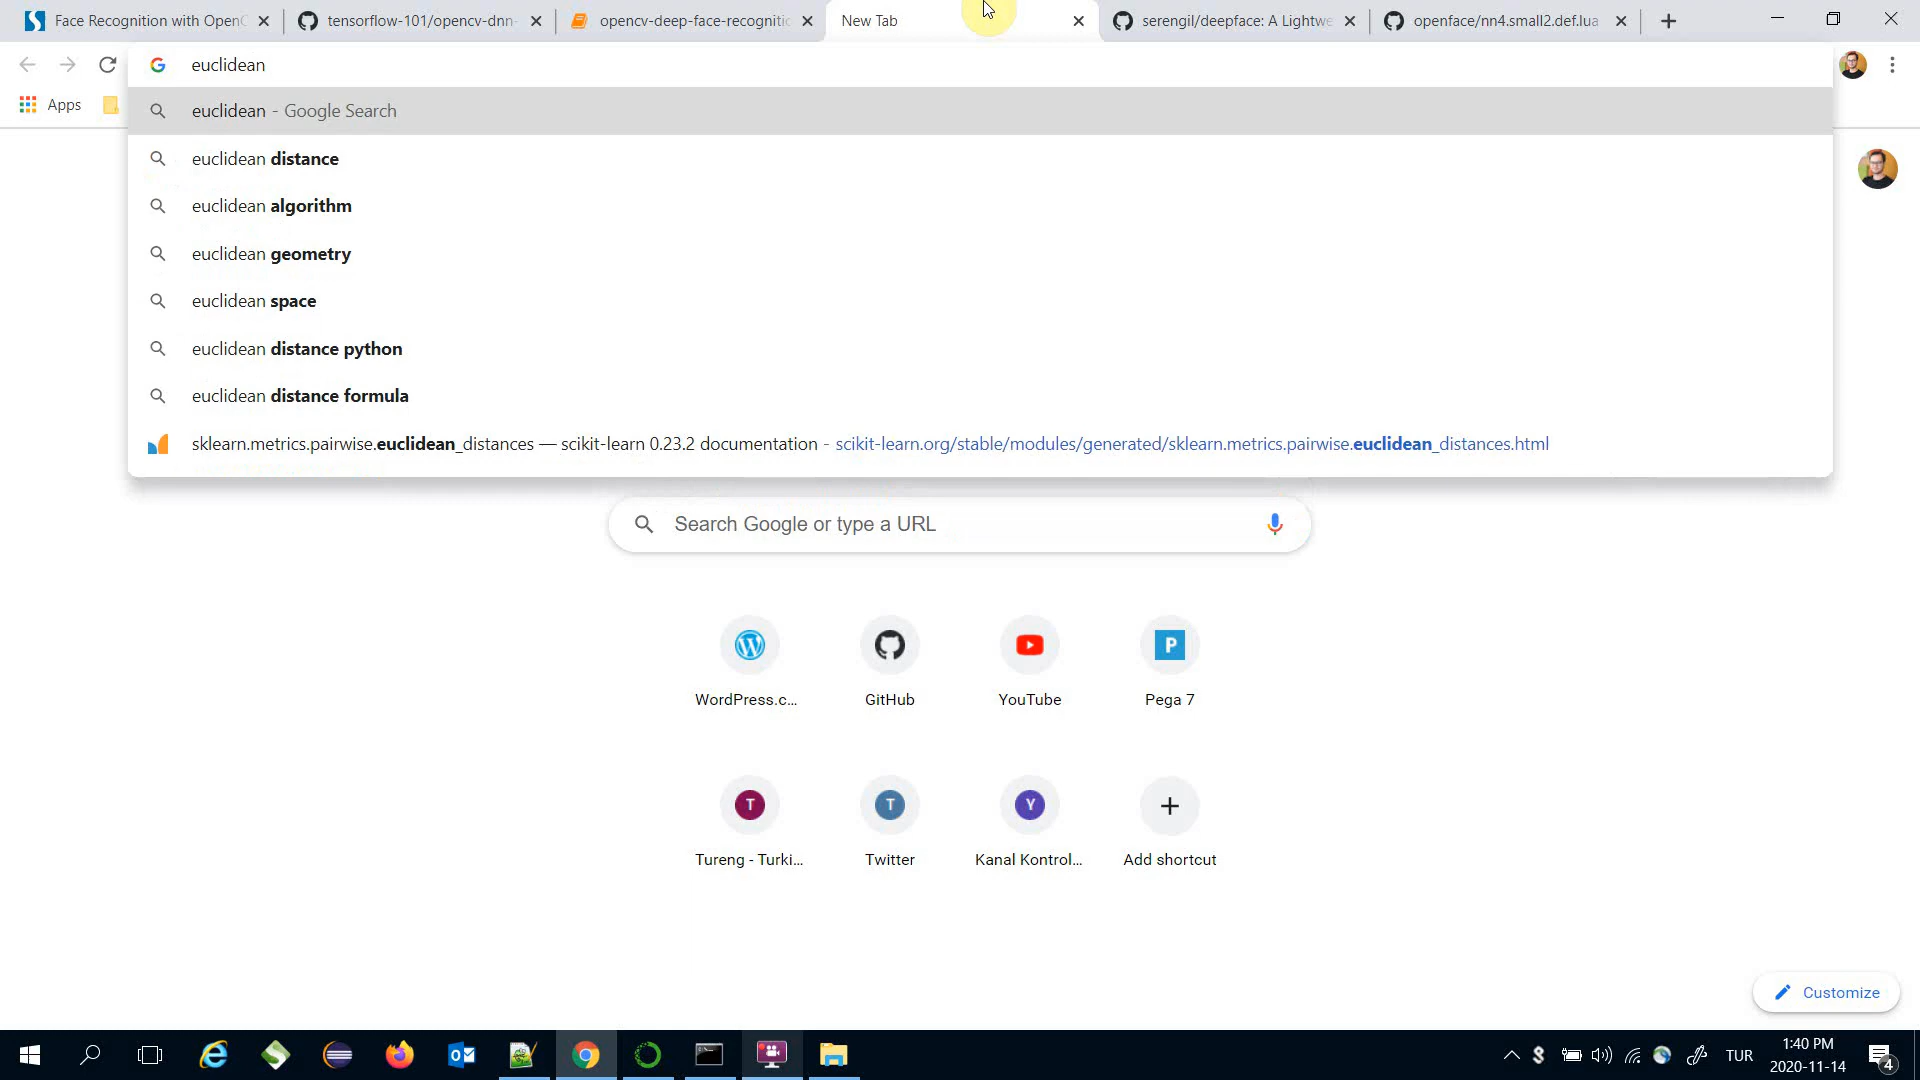 Face Recognition with OpenC
tensorflow-101/opencv-dnn-
opencv-deep-face-recognitic
New Tab
serengil/deepface: A Lightwe
openface/nn4.small2.def.lua
euclidean
Apps
euclidean - Google Search
euclidean distance
euclidean algorithm
euclidean geometry
euclidean space
euclidean distance python
euclidean distance formula
sklearn.metrics.pairwise.euclidean_distances — scikit-learn 0.23.2 documentation - scikit-learn.org/stable/modules/generated/sklearn.metrics.pairwise.euclidean_distances.html
Search Google or type a URL
P
WordPress.c...
GitHub
YouTube
Pega 7
T
T
Y
Tureng - Turki...
Twitter
Kanal Kontrol...
Add shortcut
Customize
TUR
1:40 PM
2020-11-14
4